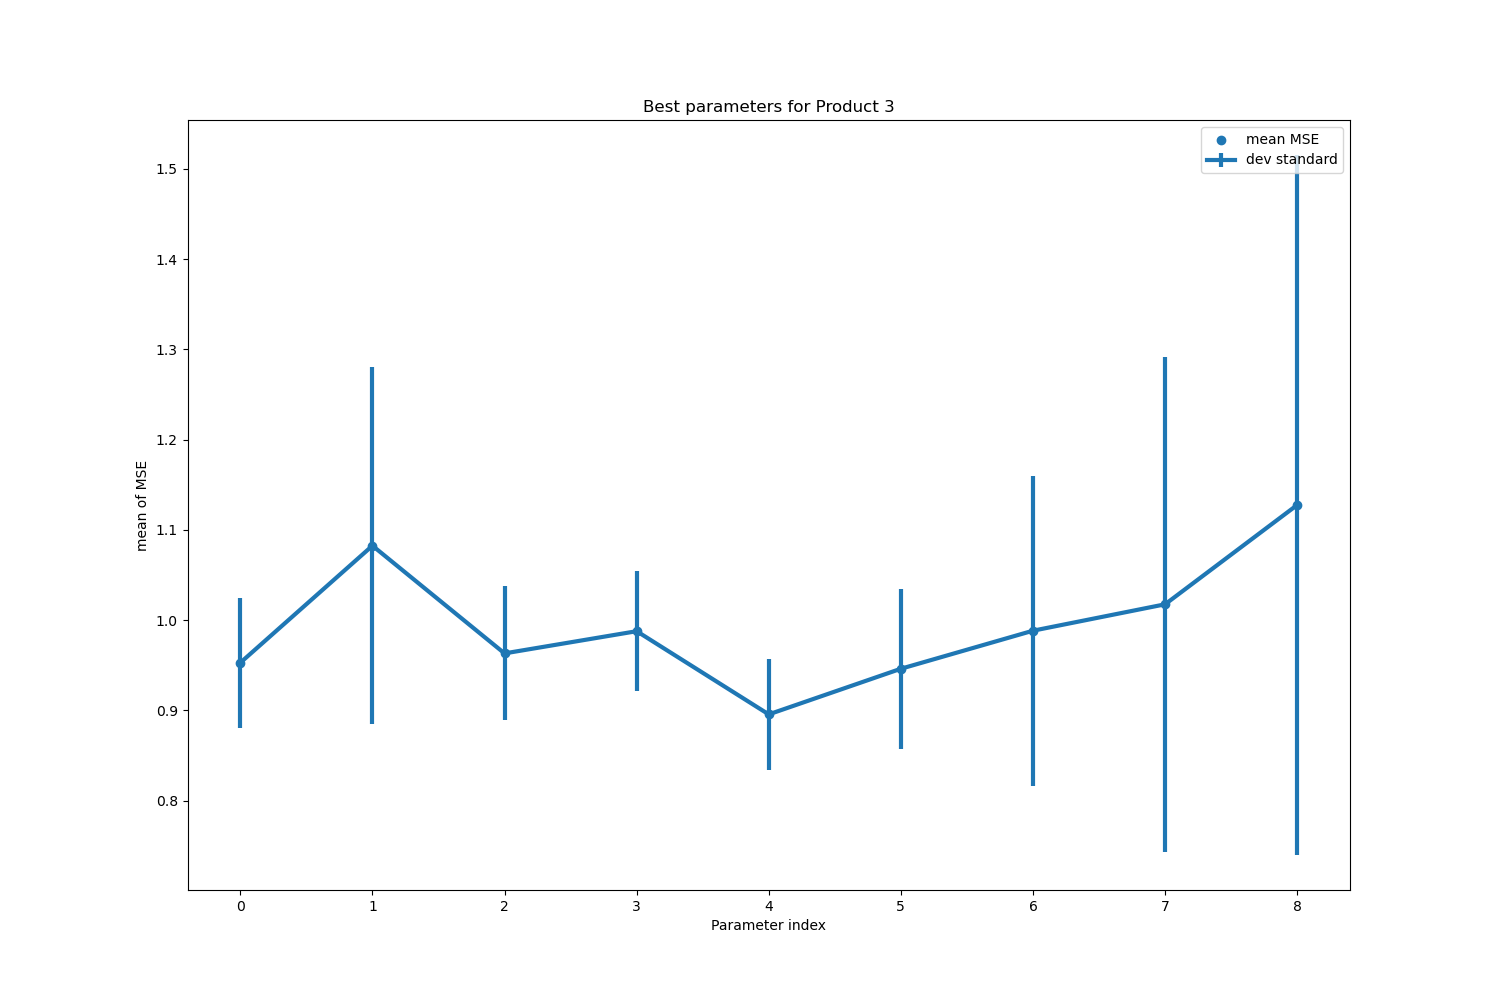 Best parameters for Product 3
mean MSE
dev standard
mean of MSE
1.5
1.4
1.3
1.2
1.1
1.0
0.9
0.8
0 1 2 3 4 5 6 7 8
Parameter index